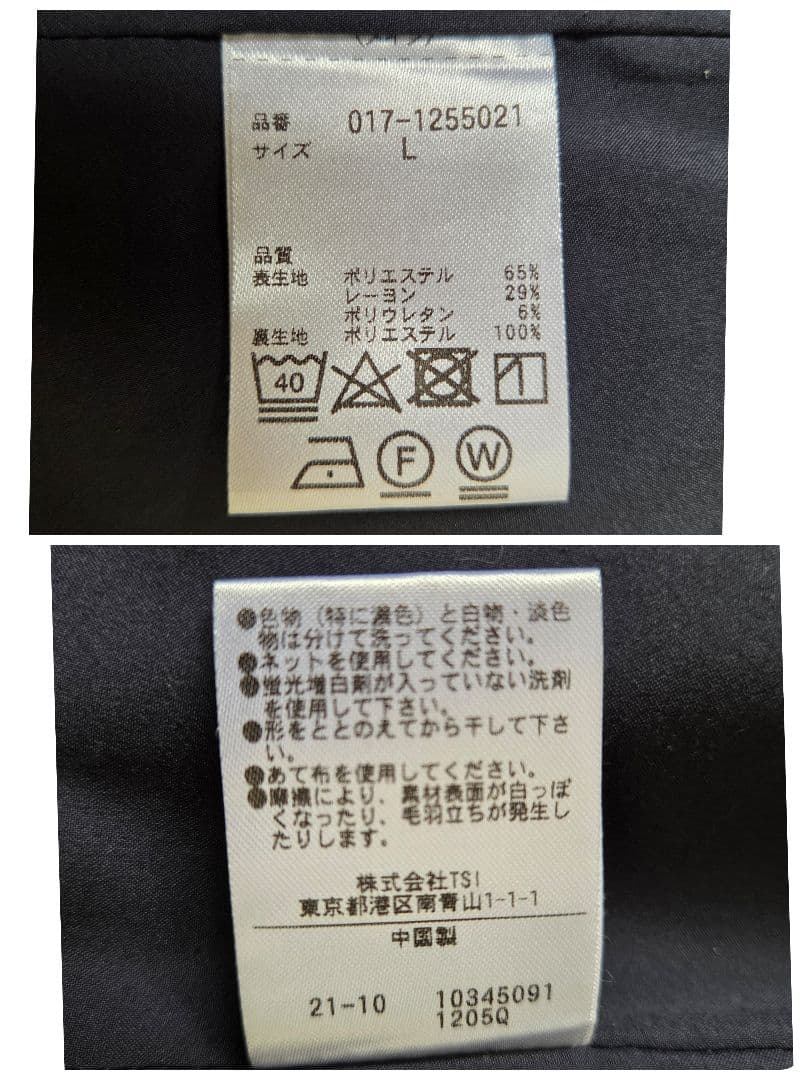 品番 017-1255021
サイズ L
品質
表生地 ポリエステル 65%
レーヨン 29%
ポリウレタン 6%
裏生地 ポリエステル 100%
40
F W
●色物(特に濃色)と白物・淡色
物は分けて洗ってください。
●ネットを使用してください。
●蛍光増白剤が入っていない洗剤
を使用して下さい。
●形をととのえてから干して下さ
い。
●あて布を使用してください。
●摩擦により、素材表面が白っぽ
くなったり、毛羽立ちが発生し
たりします。
株式会社TSI
東京都港区南青山1-1-1
中国製
21-10 10345091
1205Q